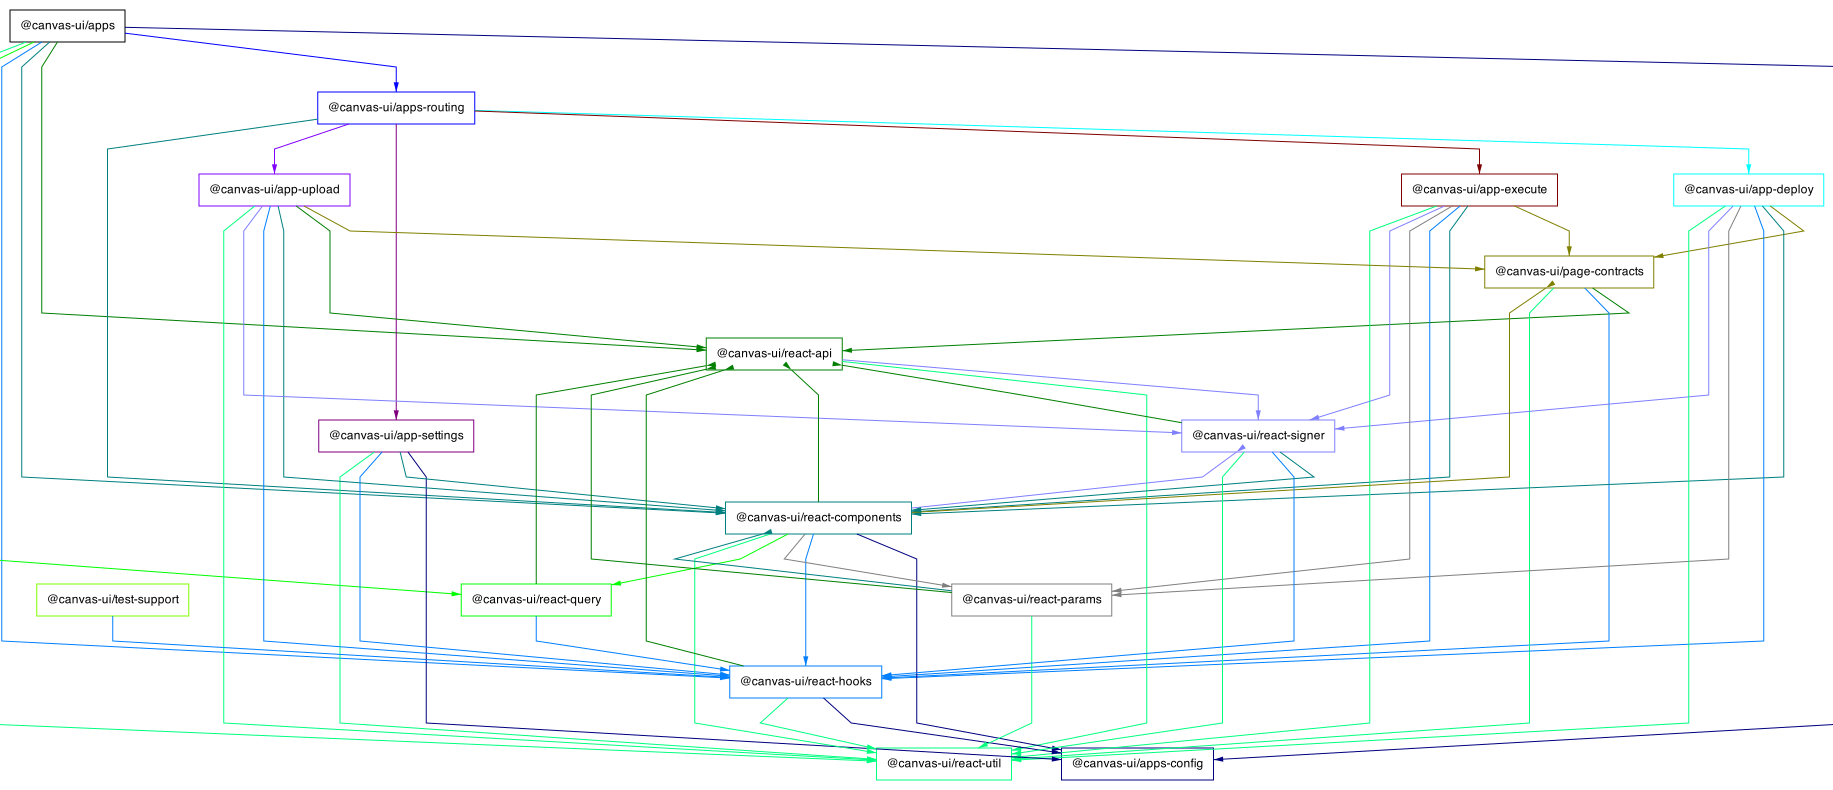 @canvas-ui/apps
@canvas-ui/apps-routing
@canvas-ui/app-upload
@canvas-ui/app-execute
@canvas-ui/app-deploy
@canvas-ui/page-contracts
@canvas-ui/react-api
@canvas-ui/app-settings
@canvas-ui/react-signer
@canvas-ui/react-components
@canvas-ui/test-support
@canvas-ui/react-query
@canvas-ui/react-params
@canvas-ui/react-hooks
@canvas-ui/react-util
@canvas-ui/apps-config